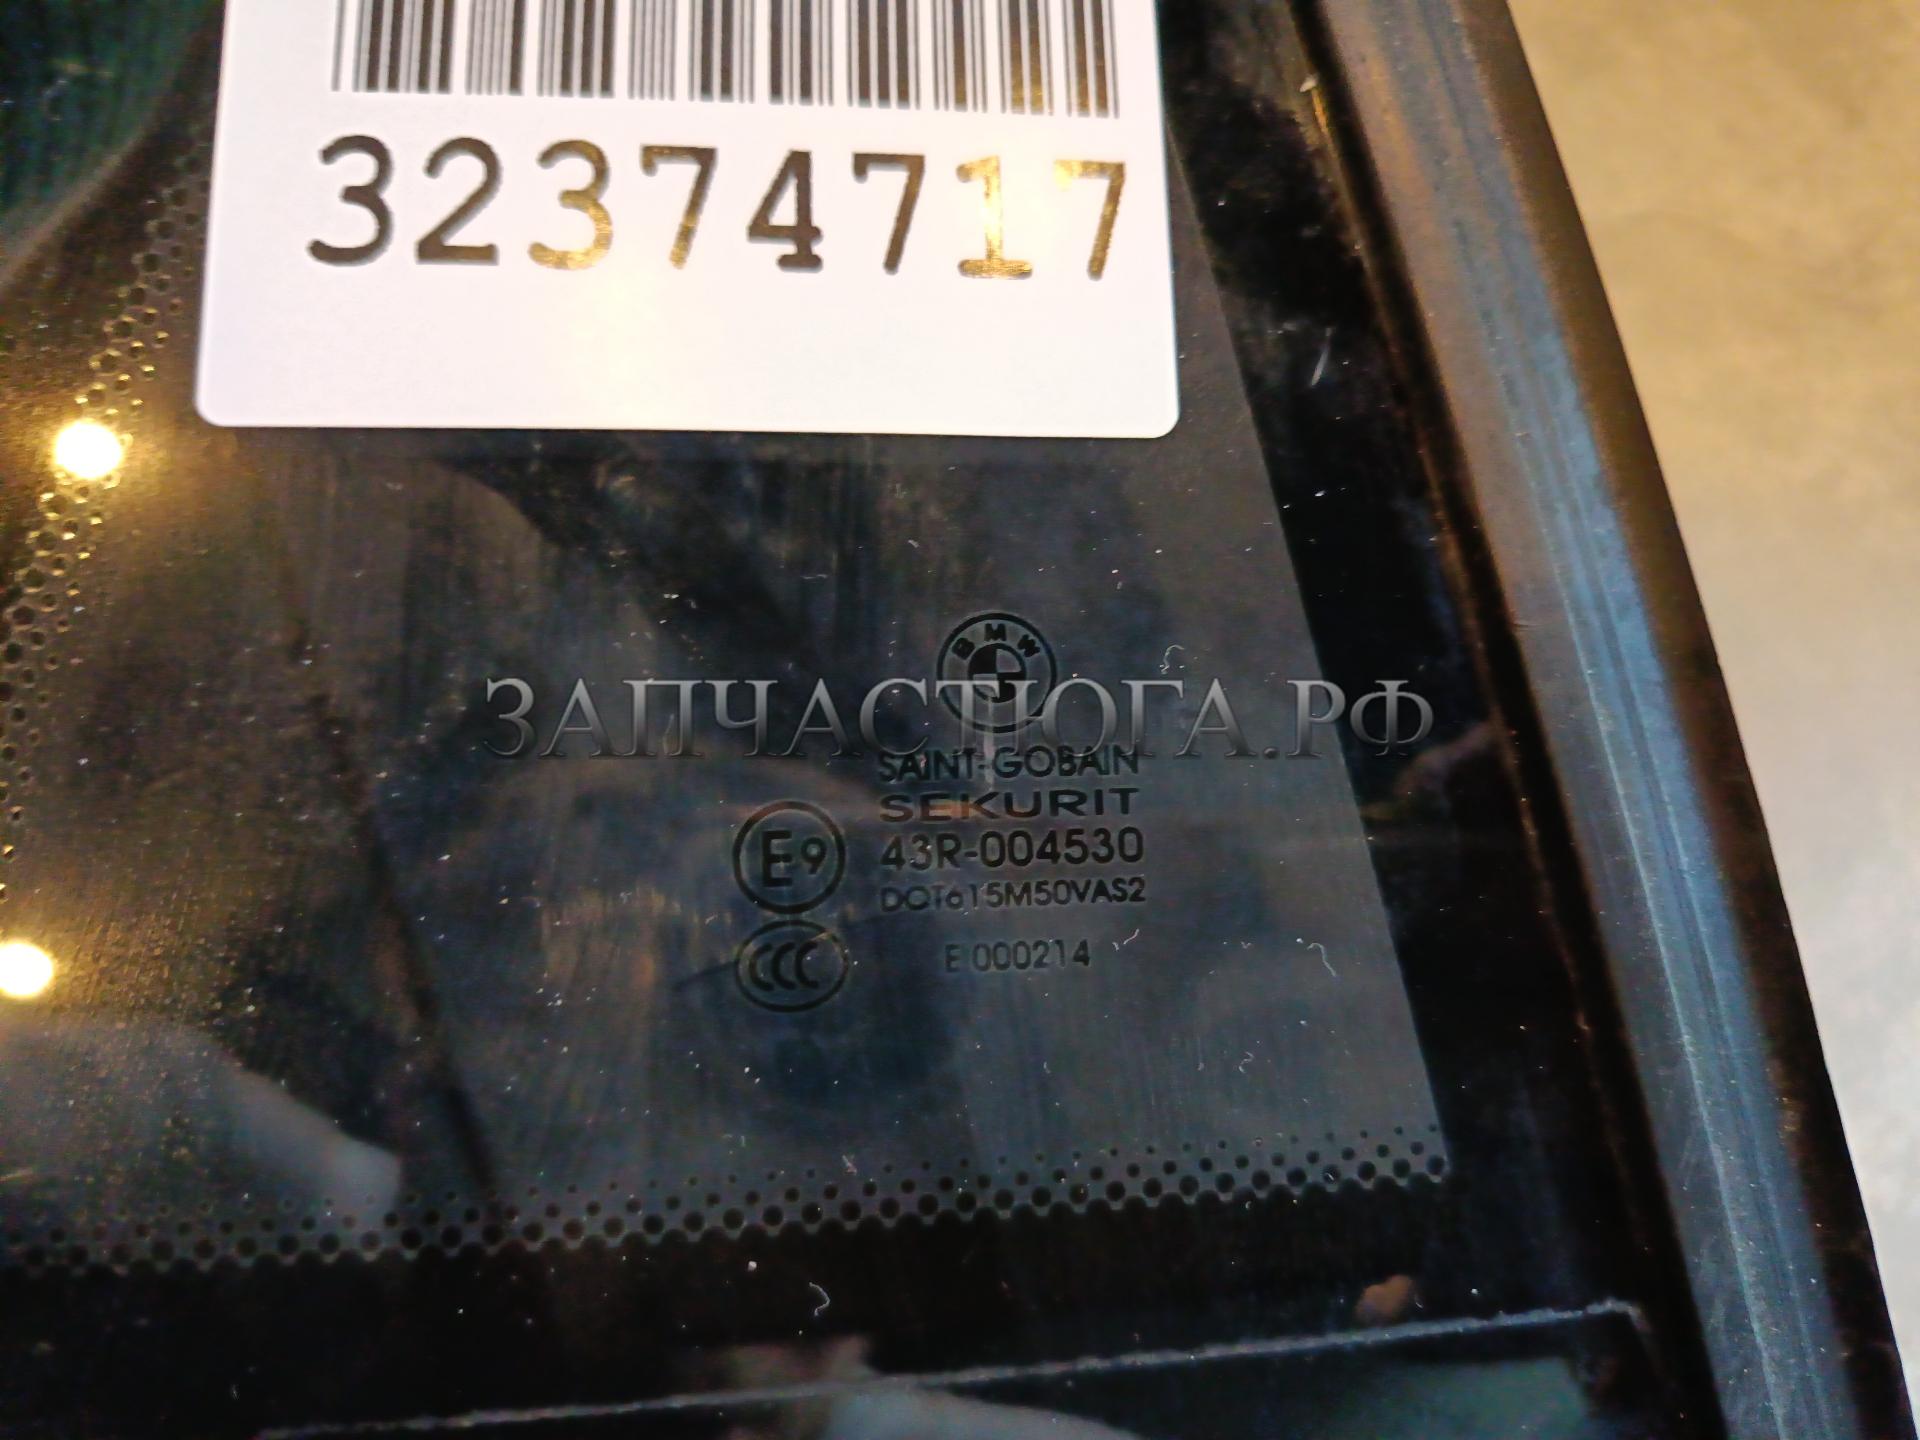 32374717
BMW
ЗАПЧАСТЮГА.РФ
SAINT-GOBAIN
SEKURIT
E9 43R-004530
DOT615M50VAS2
CCC E 000214